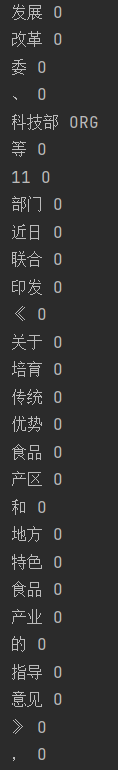 发展 O
改革 O
委 O
、 O
科技部 ORG
等 O
11 O
部门 O
近日 O
联合 O
印发 O
《 O
关于 O
培育 O
传统 O
优势 O
食品 O
产区 O
和 O
地方 O
特色 O
食品 O
产业 O
的 O
指导 O
意见 O
》 O
， O